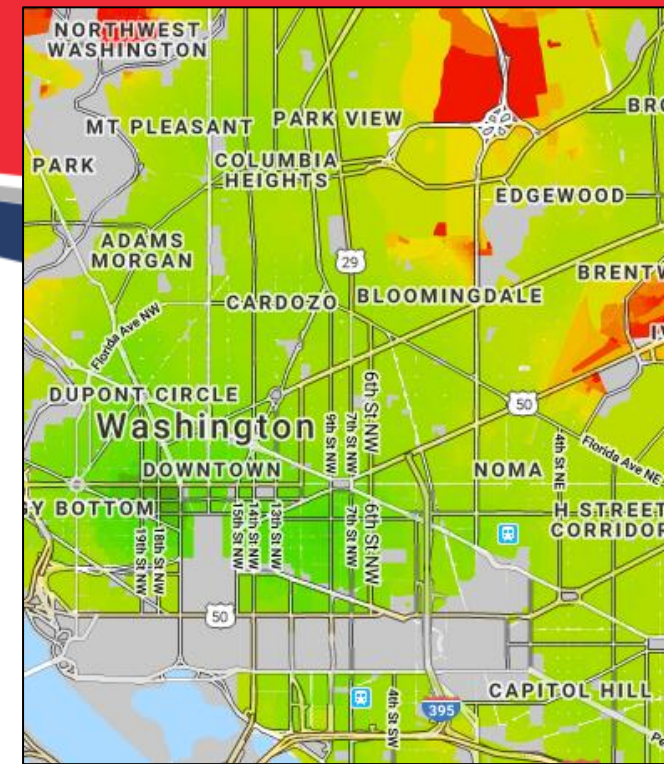 NORTHWEST
WASHINGTON
MT PLEASANT
PARK VIEW
BRO
PARK
COLUMBIA
HEIGHTS
EDGEWOOD
ADAMS
MORGAN
29
BRENTW
CARDOZO
BLOOMINGDALE
Florida Ave NW
DUPONT CIRCLE
50
Washington
9th St NW
7th St NW
6th St NW
DOWNTOWN
NOMA
4th St NE
Florida Ave NE
GY BOTTOM
19th St NW
18th St NW
15th St NW
14th St NW
13th St NW
7th St NW
6th St NW
H STREET
CORRIDOR
50
CAPITOL HILL
4th St SW
395